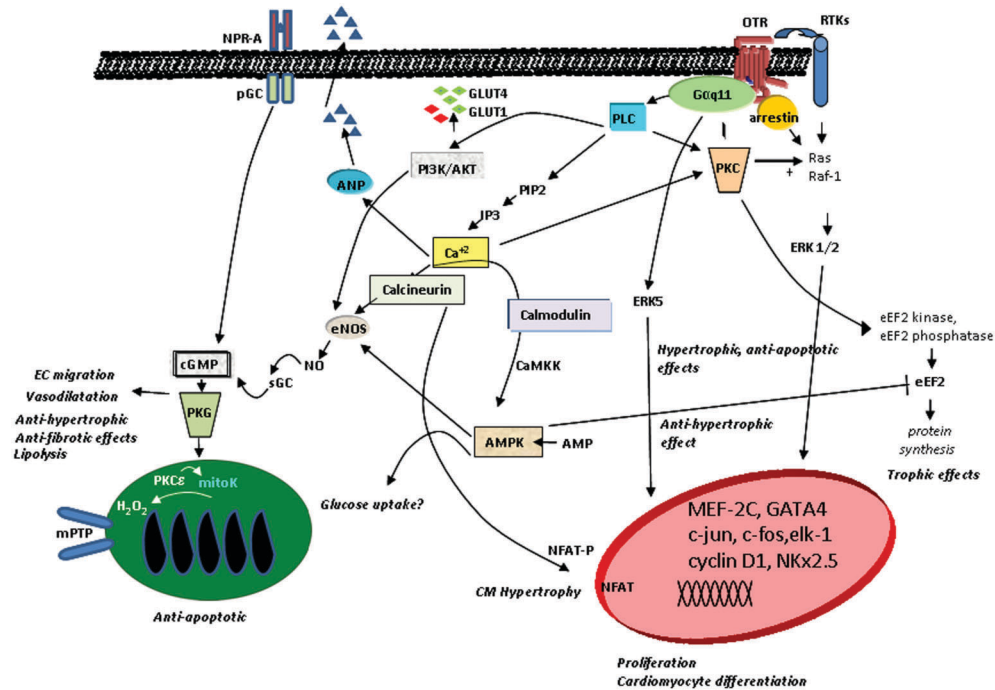 OTR
RTKs
NPR-A
pGC
GLUT4
GLUT1
Gαq11
PLC
arrestin
PI3K/AKT
PKC
+
Ras
Raf-1
ANP
PIP2
IP3
Ca+2
ERK 1/2
Calcineurin
ERK5
Calmodulin
eNOS
eEF2 kinase,
eEF2 phosphatase
cGMP
NO
sGC
CaMKK
Hypertrophic, anti-apoptotic
effects
EC migration
Vasodilatation
Anti-hypertrophic
Anti-fibrotic effects
Lipolysis
PKG
eEF2
AMPK
AMP
Anti-hypertrophic
effect
protein
synthesis
Trophic effects
PKCε
mitoK
H2O2
mPTP
Glucose uptake?
MEF-2C, GATA4
c-jun, c-fos,elk-1
cyclin D1, NKx2.5
NFAT-P
CM Hypertrophy
NFAT
Anti-apoptotic
Proliferation
Cardiomyocyte differentiation